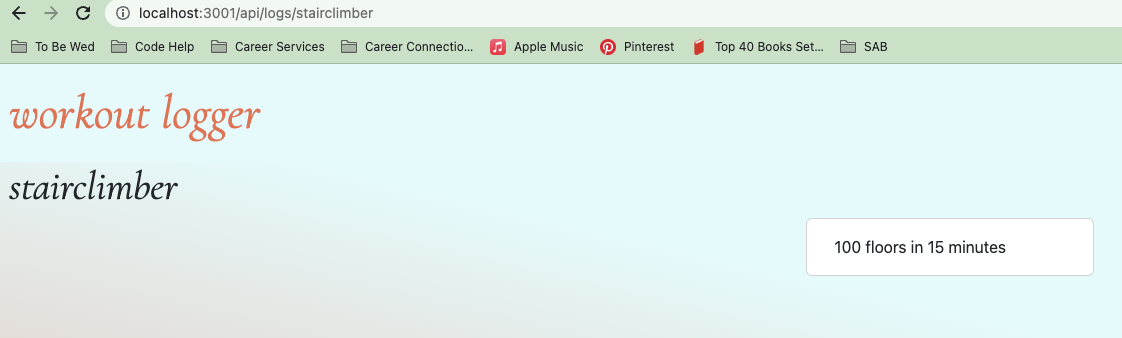 localhost:3001/api/logs/stairclimber
To Be Wed Code Help Career Services Career Connectio... Apple Music Pinterest Top 40 Books Set... SAB
workout logger
stairclimber
100 floors in 15 minutes